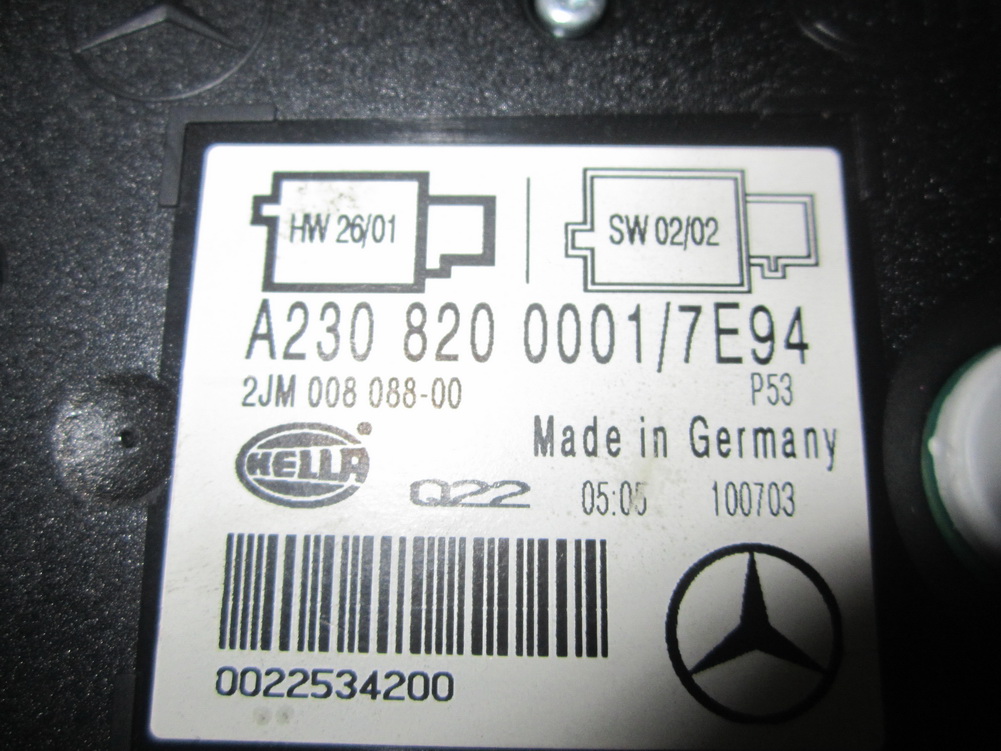 HW 26/01 SW 02/02
A230 820 0001/7E94
2JM 008 088-00 P53
Made in Germany
HELLA Q22 05:05 100703
0022534200